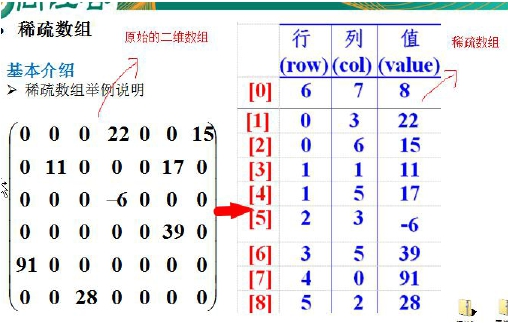 稀疏数组
原始的二维数组
基本介绍
➤ 稀疏数组举例说明
0 0 0 22 0 0 15
0 11 0 0 0 17 0
0 0 0 –6 0 0 0
0 0 0 0 0 39 0
91 0 0 0 0 0 0
0 0 28 0 0 0 0
行 列 值
(row) (col) (value)
稀疏数组
[0] 6 7 8
[1] 0 3 22
[2] 0 6 15
[3] 1 1 11
[4] 1 5 17
[5] 2 3 -6
[6] 3 5 39
[7] 4 0 91
[8] 5 2 28